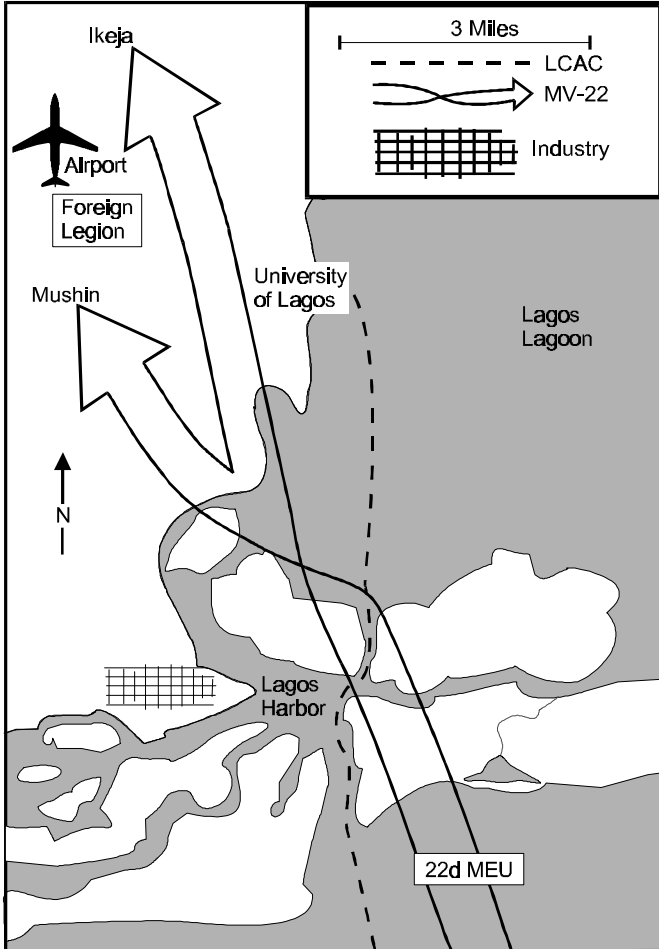 Ikeja
3 Miles
LCAC
MV-22
Industry
Airport
Foreign
Legion
University
of Lagos
Mushin
Lagos
Lagoon
N
Lagos
Harbor
22d MEU